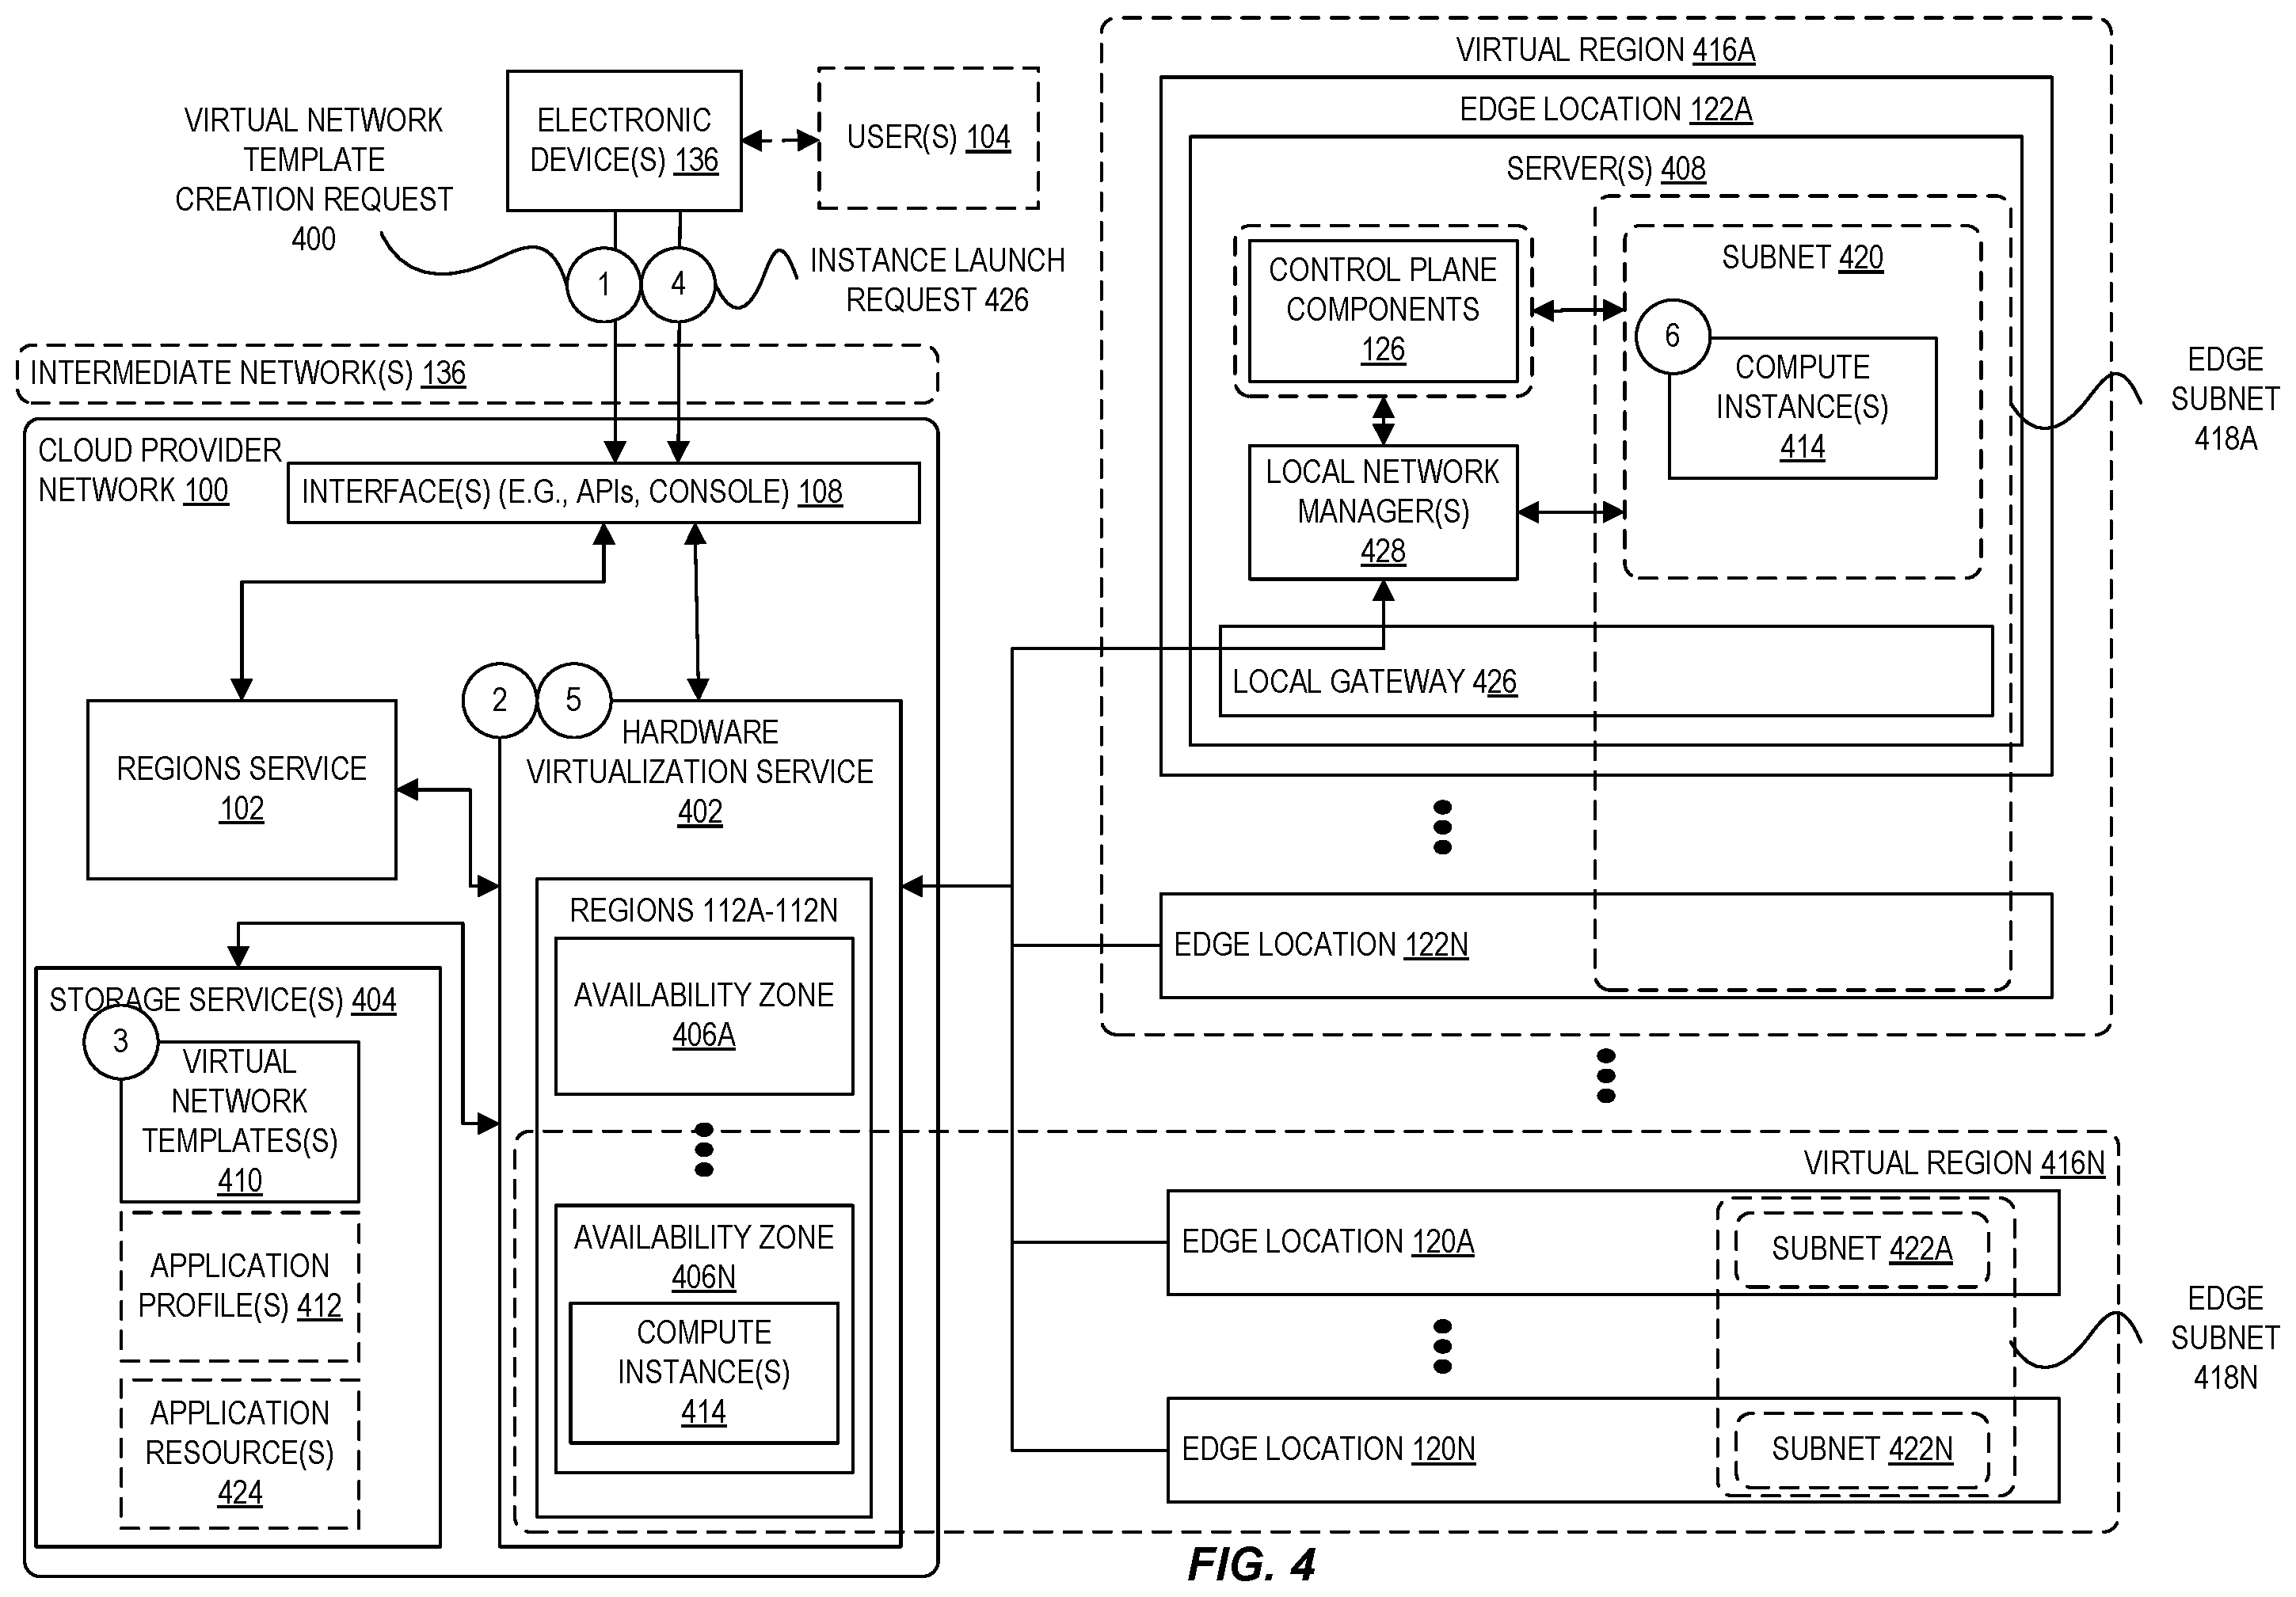 VIRTUAL NETWORK
TEMPLATE
CREATION REQUEST
400
ELECTRONIC
DEVICE(S) 136
USER(S) 104
1
4
INSTANCE LAUNCH
REQUEST 426
INTERMEDIATE NETWORK(S) 136
CLOUD PROVIDER
NETWORK 100
INTERFACE(S) (E.G., APIs, CONSOLE) 108
REGIONS SERVICE
102
2
5
HARDWARE
VIRTUALIZATION SERVICE
402
REGIONS 112A-112N
AVAILABILITY ZONE
406A
AVAILABILITY ZONE
406N
COMPUTE
INSTANCE(S)
414
STORAGE SERVICE(S) 404
3
VIRTUAL
NETWORK
TEMPLATES(S)
410
APPLICATION
PROFILE(S) 412
APPLICATION
RESOURCE(S)
424
VIRTUAL REGION 416A
EDGE LOCATION 122A
SERVER(S) 408
CONTROL PLANE
COMPONENTS
126
SUBNET 420
6
COMPUTE
INSTANCE(S)
414
LOCAL NETWORK
MANAGER(S)
428
LOCAL GATEWAY 426
EDGE
SUBNET
418A
EDGE LOCATION 122N
VIRTUAL REGION 416N
EDGE LOCATION 120A
SUBNET 422A
EDGE LOCATION 120N
SUBNET 422N
EDGE
SUBNET
418N
FIG. 4